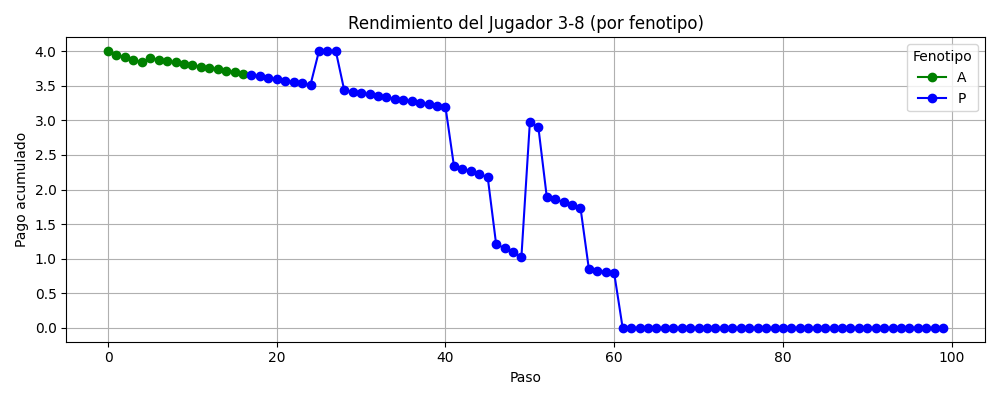 Rendimiento del Jugador 3-8 (por fenotipo)
Pago acumulado
4.0
3.5
3.0
2.5
2.0
1.5
1.0
0.5
0.0
Fenotipo
A
P
0 20 40 60 80 100
Paso